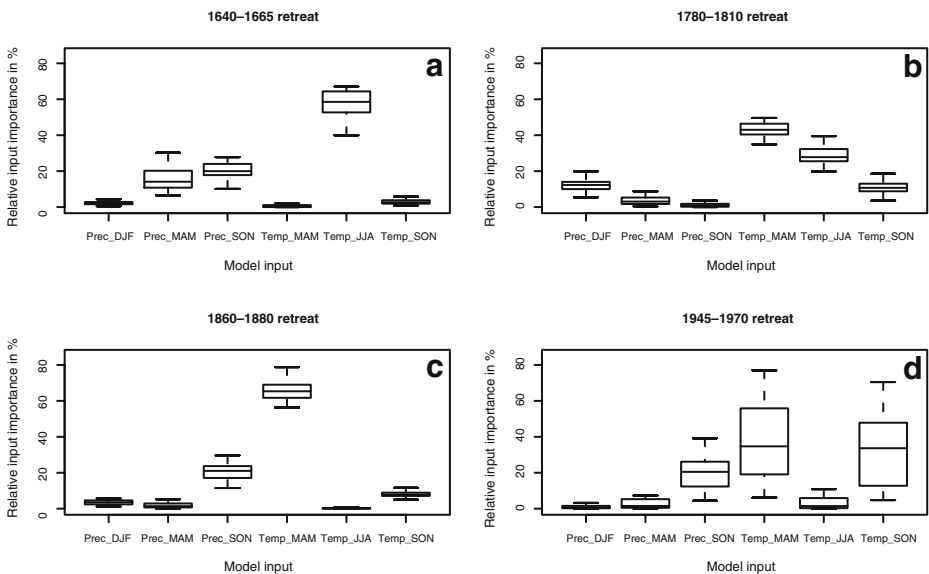 1640–1665 retreat
a
Relative input importance in %
80
60
40
20
0
Prec_DJF Prec_MAM Prec_SON Temp_MAM Temp_JJA Temp_SON
Model input
1780–1810 retreat
b
Relative input importance in %
80
60
40
20
0
Prec_DJF Prec_MAM Prec_SON Temp_MAM Temp_JJA Temp_SON
Model input
1860–1880 retreat
c
Relative input importance in %
80
60
40
20
0
Prec_DJF Prec_MAM Prec_SON Temp_MAM Temp_JJA Temp_SON
Model input
1945–1970 retreat
d
Relative input importance in %
80
60
40
20
0
Prec_DJF Prec_MAM Prec_SON Temp_MAM Temp_JJA Temp_SON
Model input